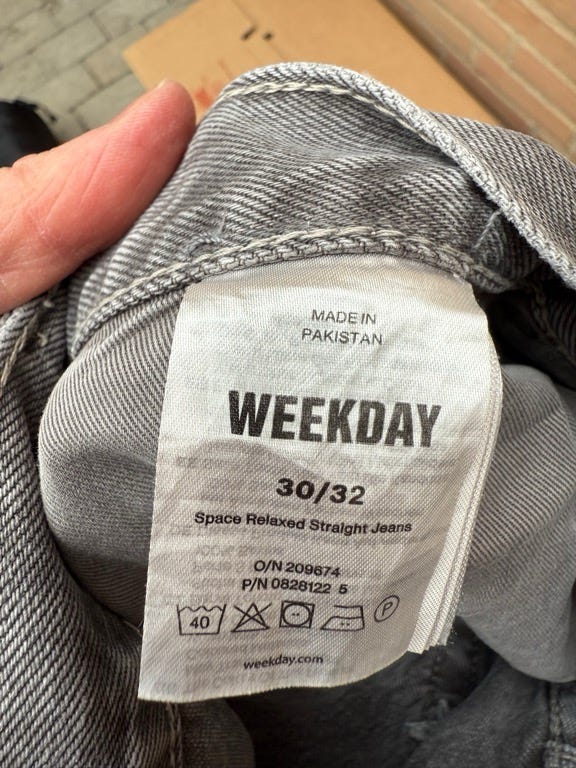 MADE IN
PAKISTAN
WEEKDAY
30/32
Space Relaxed Straight Jeans
O/N 209674
P/N 0828122 5
40
P
weekday.com